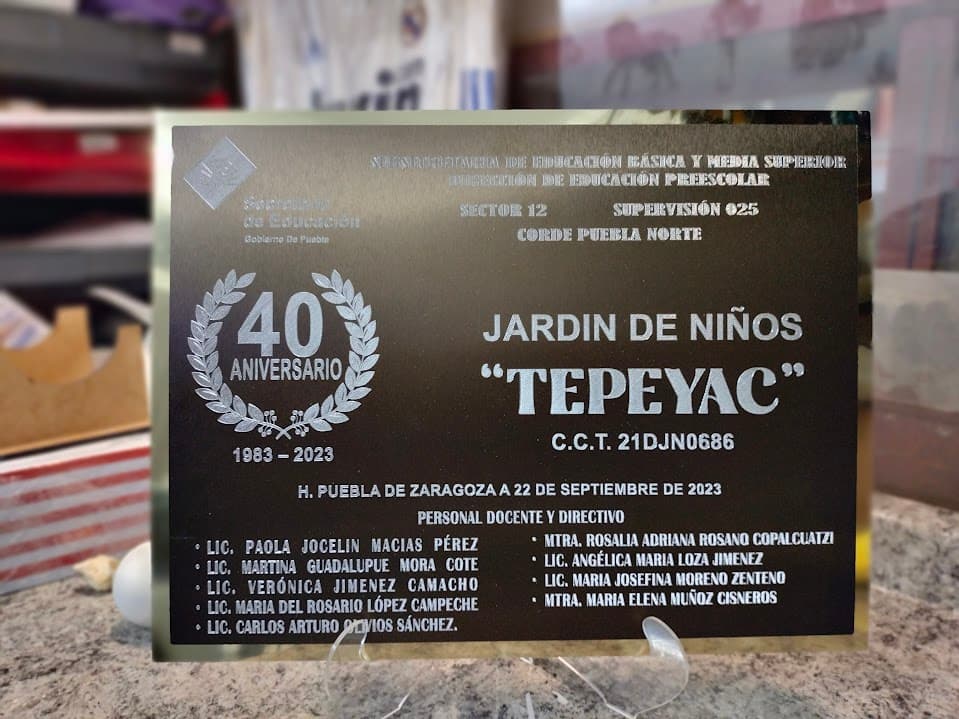 SUBSECRETARIA DE EDUCACIÓN BÁSICA Y MEDIA SUPERIOR
DIRECCIÓN DE EDUCACIÓN PREESCOLAR
SECTOR 12 SUPERVISIÓN 025
CORDE PUEBLA NORTE
Secretaría
de Educación
Gobierno De Puebla
40
ANIVERSARIO
1983 – 2023
JARDIN DE NIÑOS
“TEPEYAC”
C.C.T. 21DJN0686
H. PUEBLA DE ZARAGOZA A 22 DE SEPTIEMBRE DE 2023
PERSONAL DOCENTE Y DIRECTIVO
• LIC. PAOLA JOCELIN MACIAS PÉREZ
• LIC. MARTINA GUADALUPUE MORA COTE
• LIC. VERÓNICA JIMENEZ CAMACHO
• LIC. MARIA DEL ROSARIO LÓPEZ CAMPECHE
• LIC. CARLOS ARTURO OLIVIOS SÁNCHEZ.
• MTRA. ROSALIA ADRIANA ROSANO COPALCUATZI
• LIC. ANGÉLICA MARIA LOZA JIMENEZ
• LIC. MARIA JOSEFINA MORENO ZENTENO
• MTRA. MARIA ELENA MUÑOZ CISNEROS